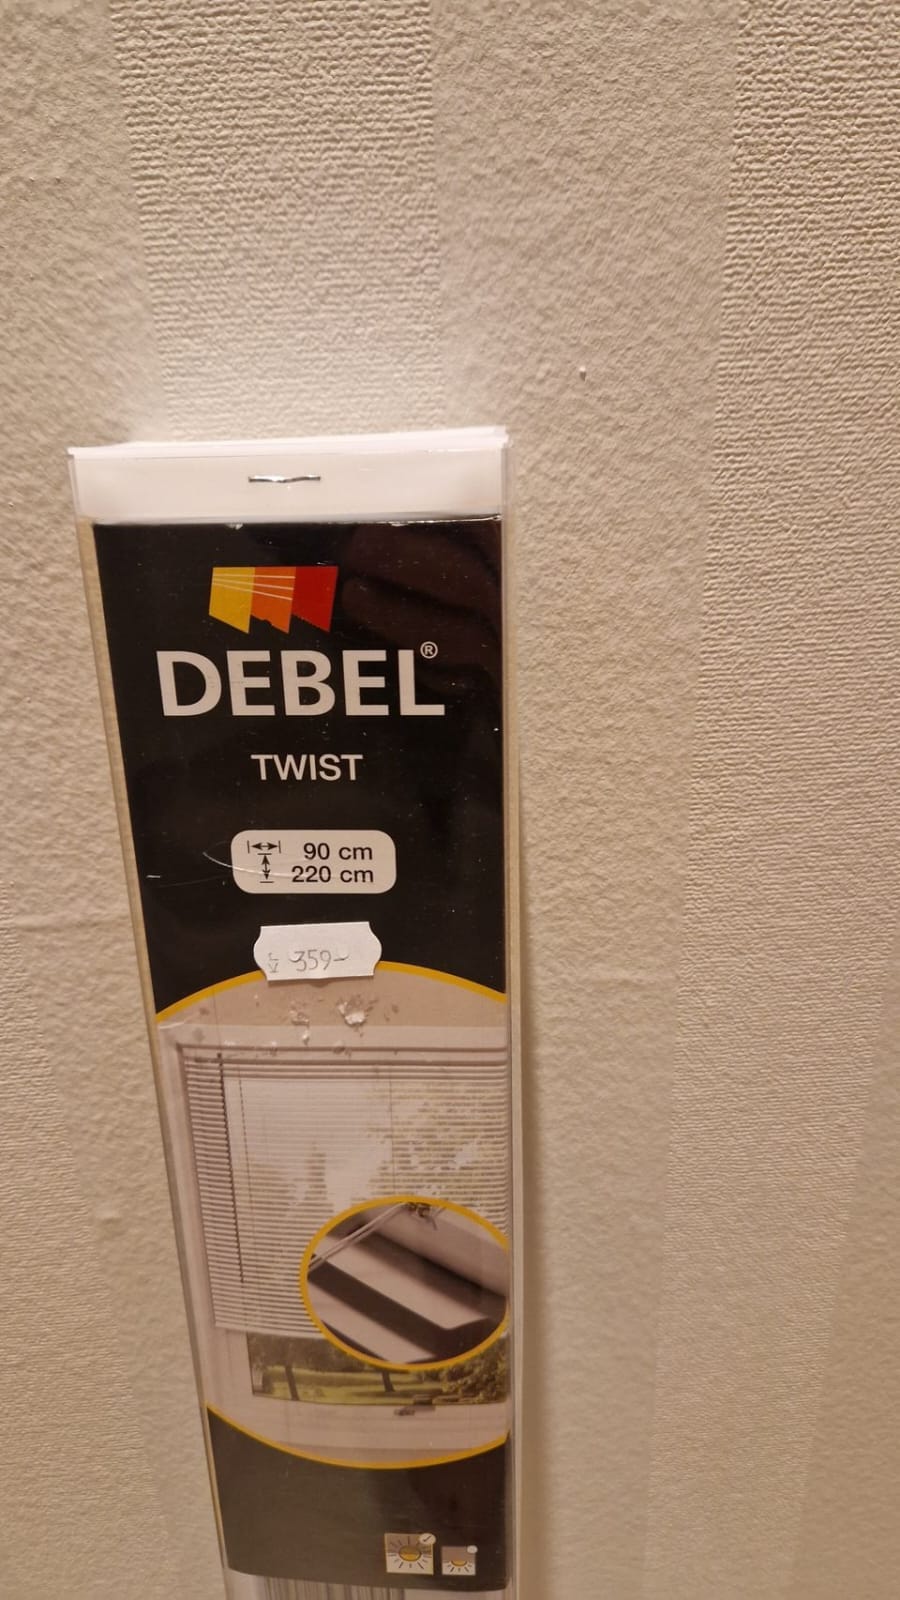 DEBEL®
TWIST
90 cm
220 cm
359-